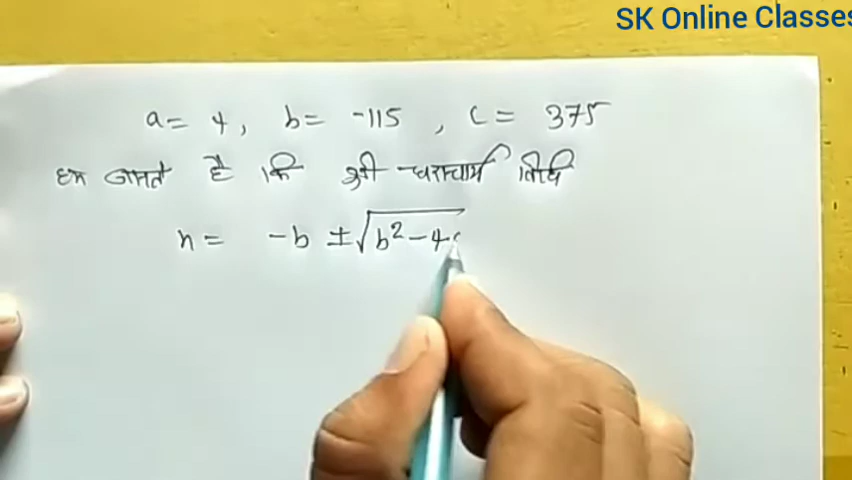 SK Online Classes
a= 4, b= -115, c= 375
हम जानते है कि श्री धराचार्य विधि
n= -b ±√b²-4